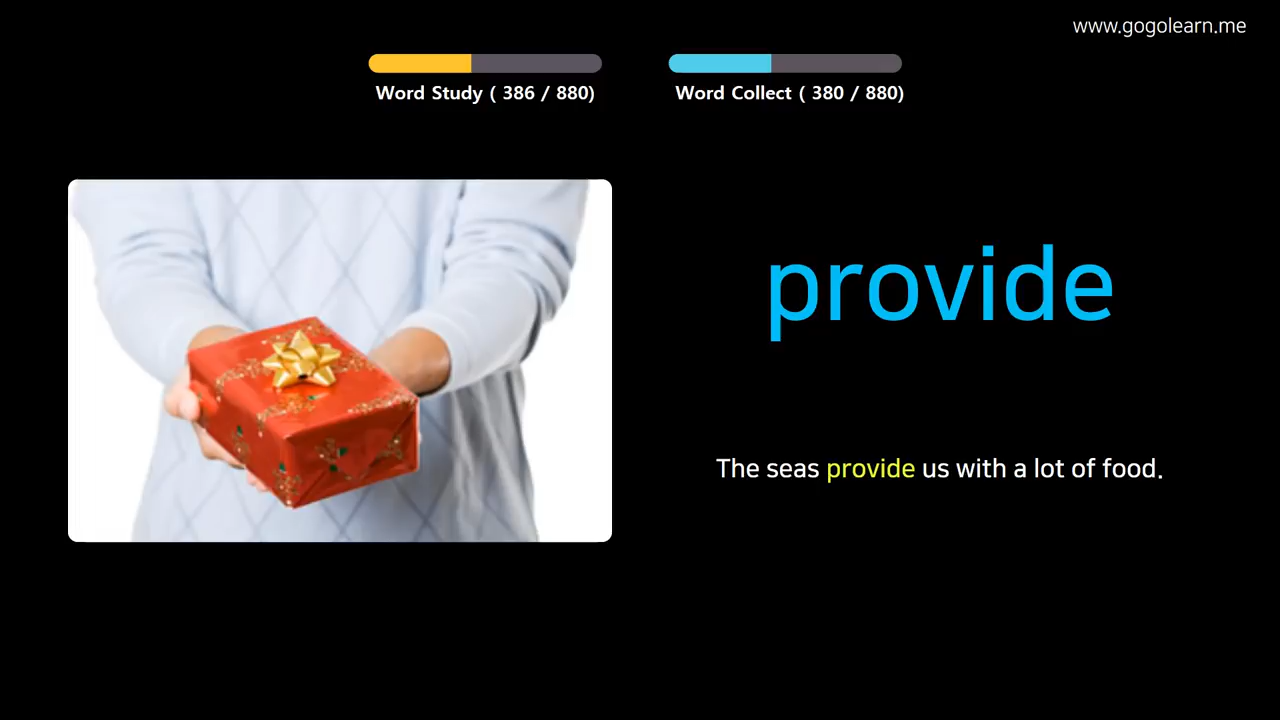 www.gogolearn.me
Word Study ( 386 / 880)
Word Collect ( 380 / 880)
provide
The seas provide us with a lot of food.